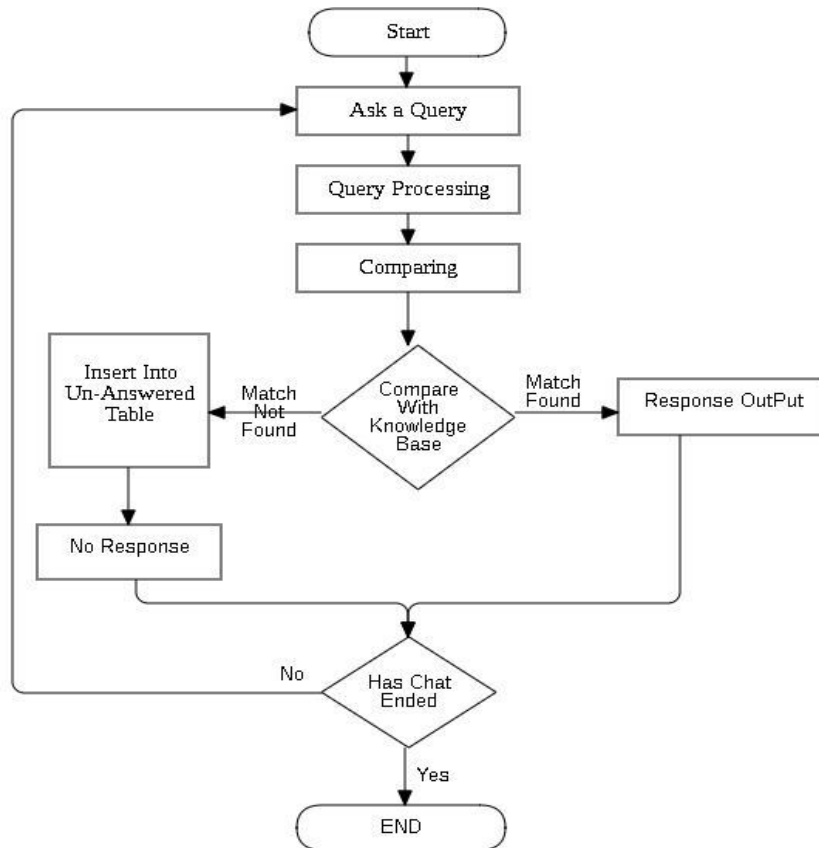 Start
Ask a Query
Query Processing
Comparing
Insert Into
Un-Answered
Table
Match
Not
Found
Compare
With
Knowledge
Base
Match
Found
Response OutPut
No Response
No
Has Chat
Ended
Yes
END